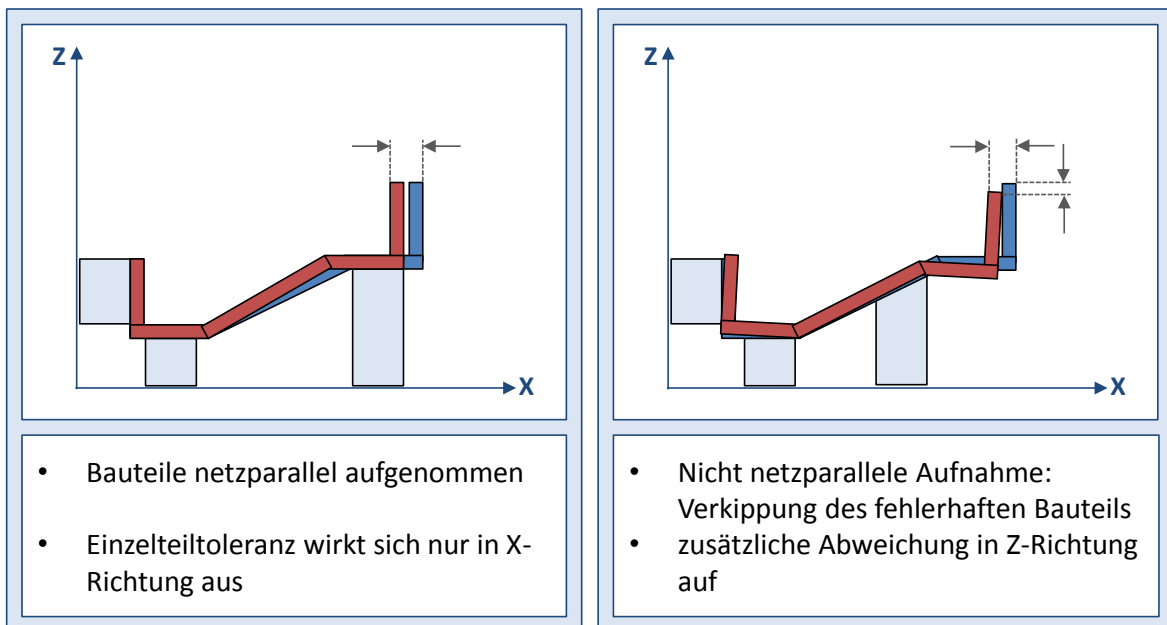 Z
X
• Bauteile netzparallel aufgenommen
• Einzelteiltoleranz wirkt sich nur in X-
Richtung aus
Z
X
• Nicht netzparallele Aufnahme:
Verkippung des fehlerhaften Bauteils
• zusätzliche Abweichung in Z-Richtung
auf